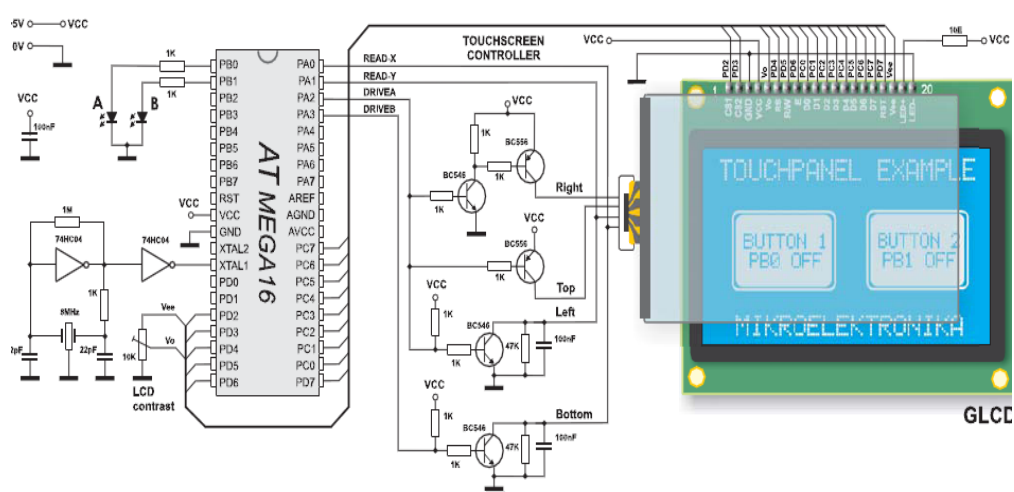 5V VCC
0V
VCC
100nF
1K
1K
A B
PB0
PB1
PB2
PB3
PB4
PB5
PB6
PB7
RST
VCC
GND
XTAL2
XTAL1
PD0
PD1
PD2
PD3
PD4
PD5
PD6
AT MEGA16
PA0
PA1
PA2
PA3
PA4
PA5
PA6
PA7
AREF
AGND
AVCC
PC7
PC6
PC5
PC4
PC3
PC2
PC1
PC0
PD7
VCC
1M
74HC04
74HC04
1K
8MHz
22pF
Vee
Vo
10K
LCD
contrast
READ-X
READ-Y
DRIVEA
DRIVEB
TOUCHSCREEN
CONTROLLER
VCC
1K
BC556
1K
BC546
1K
Right
VCC
BC556
1K
Top
VCC
1K
Left
BC546
47K
100nF
1K
VCC
1K
Bottom
BC546
47K
100nF
1K
VCC
VCC
10E
PD2
PD3
VCC
Vo
PD4
PD5
PD6
PC0
PC1
PC2
PC3
PC4
PC5
PC6
PC7
PD7
Vee
1 20
CS1
CS2
GND
VCC
Vo
RS
R/W
E
D0
D1
D2
D3
D4
D5
D6
D7
RST
Vee
LED+
LED-
TOUCHPANEL EXAMPLE
BUTTON 1
PB0 OFF
BUTTON 2
PB1 OFF
MIKROELEKTRONIKA
GLCD